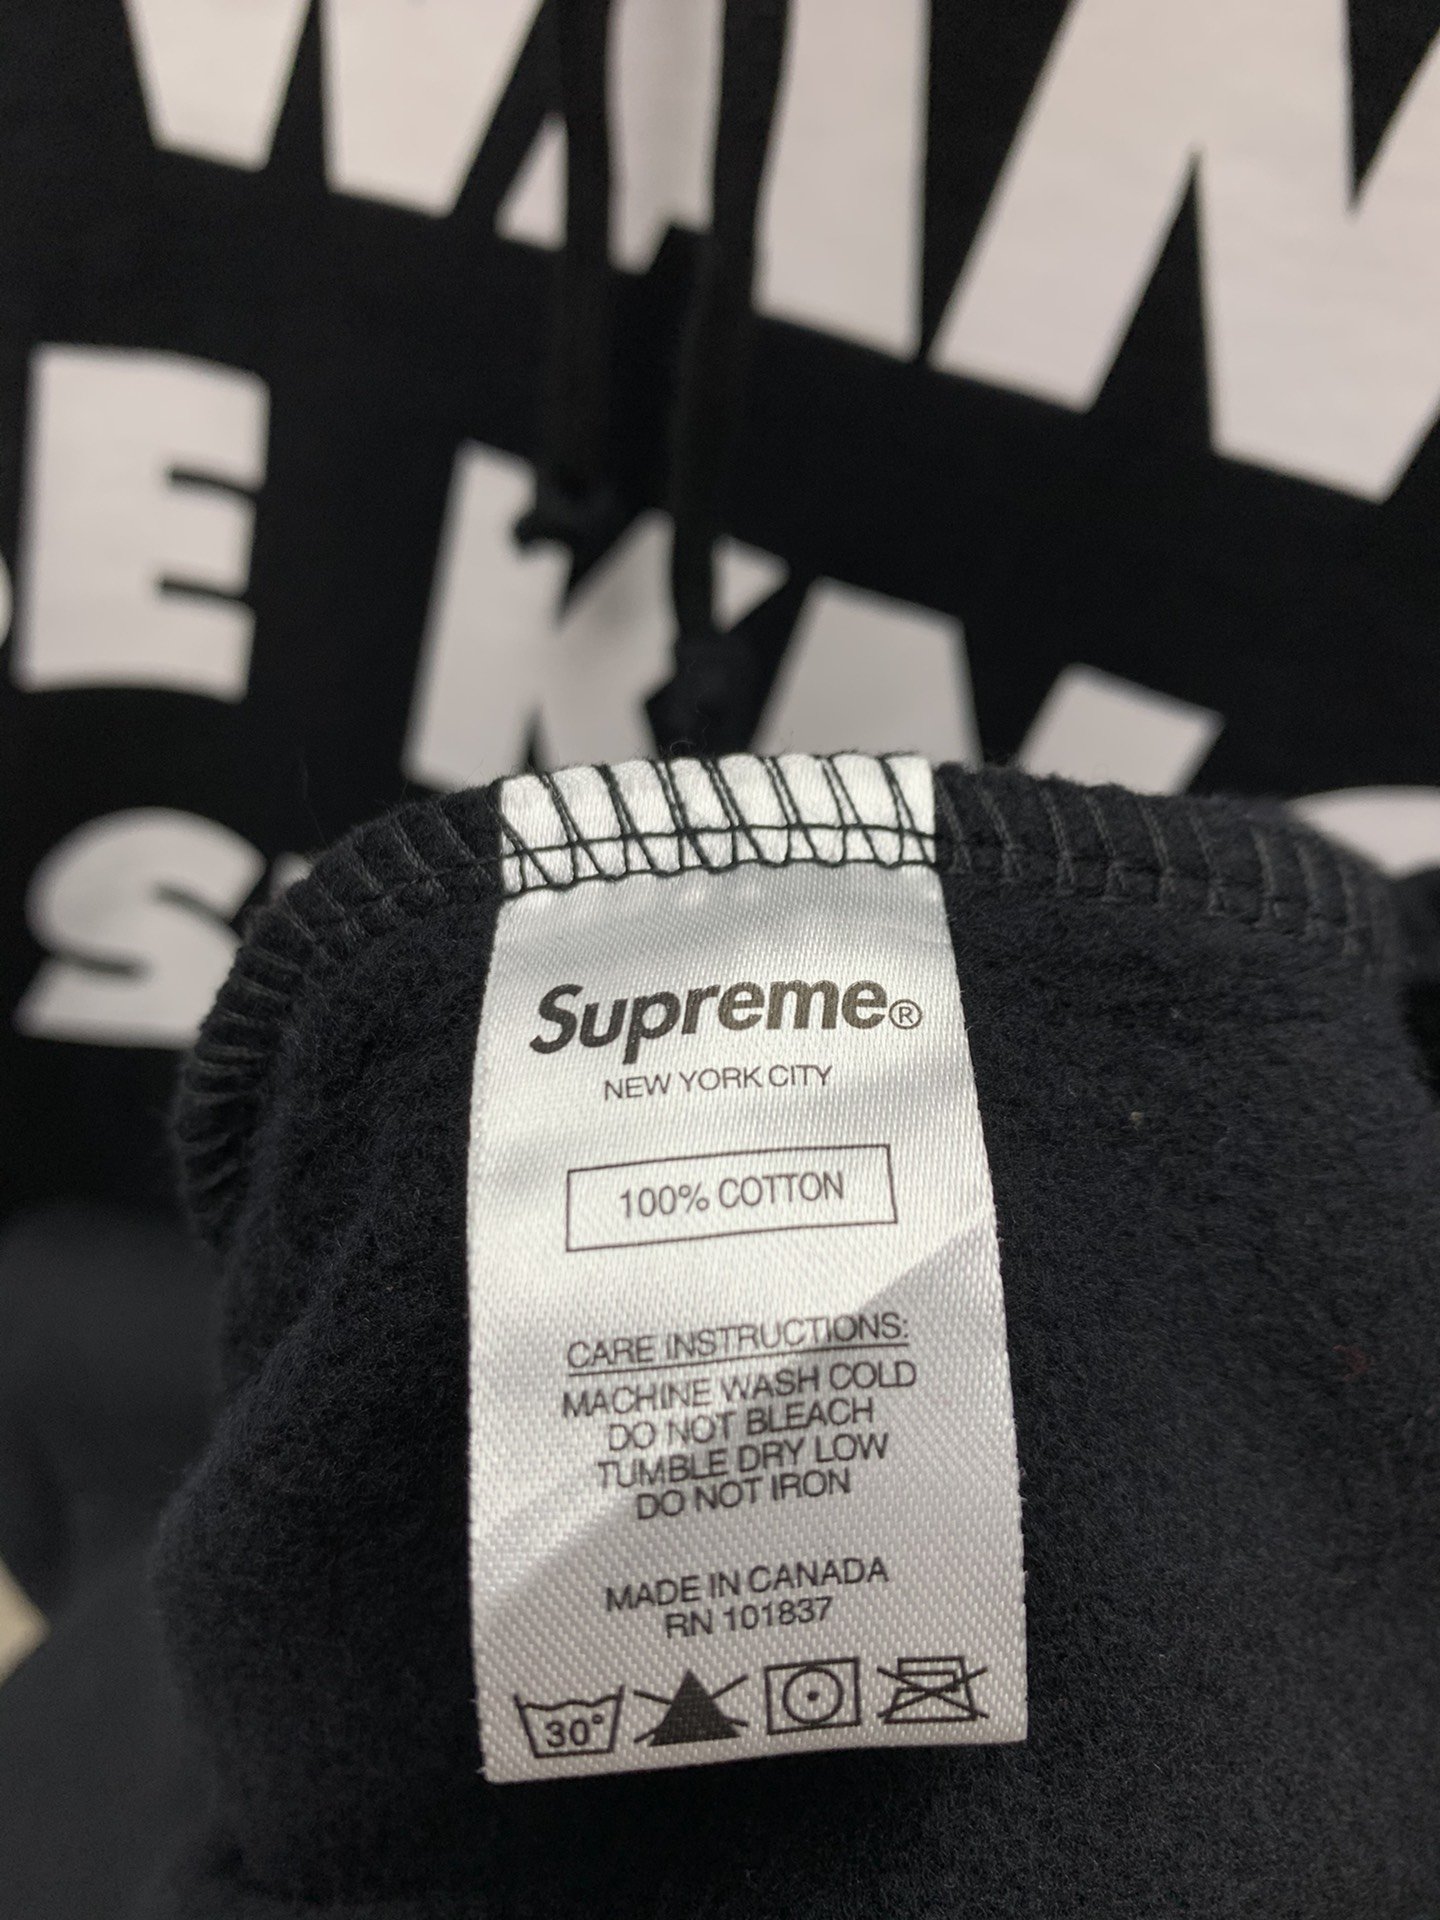 Supreme®
NEW YORK CITY
100% COTTON
CARE INSTRUCTIONS:
MACHINE WASH COLD
DO NOT BLEACH
TUMBLE DRY LOW
DO NOT IRON
MADE IN CANADA
RN 101837
30°